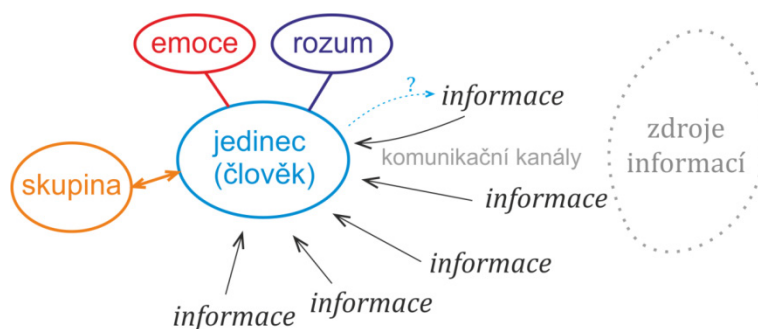 emoce
rozum
?
informace
jedinec
(člověk)
zdroje
informací
komunikační kanály
skupina
informace
informace
informace
informace